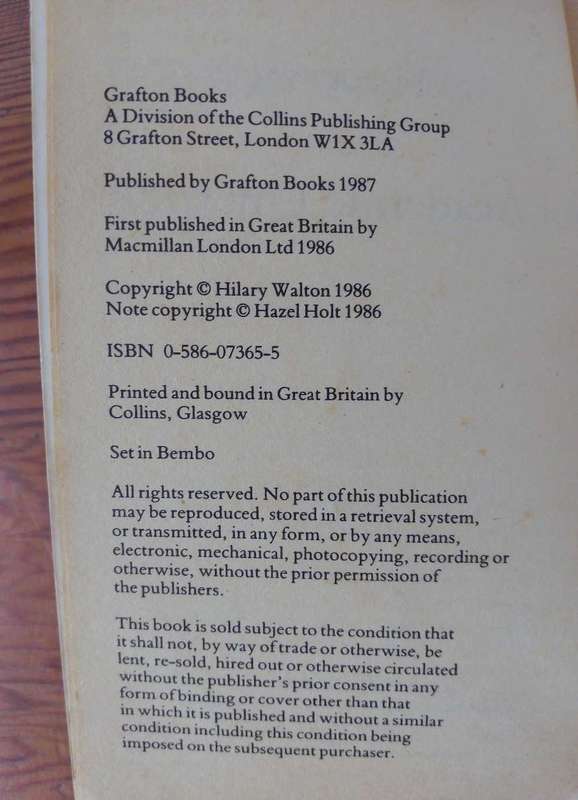 Grafton Books
A Division of the Collins Publishing Group
8 Grafton Street, London W1X 3LA
Published by Grafton Books 1987
First published in Great Britain by
Macmillan London Ltd 1986
Copyright © Hilary Walton 1986
Note copyright © Hazel Holt 1986
ISBN 0-586-07365-5
Printed and bound in Great Britain by
Collins, Glasgow
Set in Bembo
All rights reserved. No part of this publication
may be reproduced, stored in a retrieval system,
or transmitted, in any form, or by any means,
electronic, mechanical, photocopying, recording or
otherwise, without the prior permission of
the publishers.
This book is sold subject to the condition that
it shall not, by way of trade or otherwise, be
lent, re-sold, hired out or otherwise circulated
without the publisher's prior consent in any
form of binding or cover other than that
in which it is published and without a similar
condition including this condition being
imposed on the subsequent purchaser.